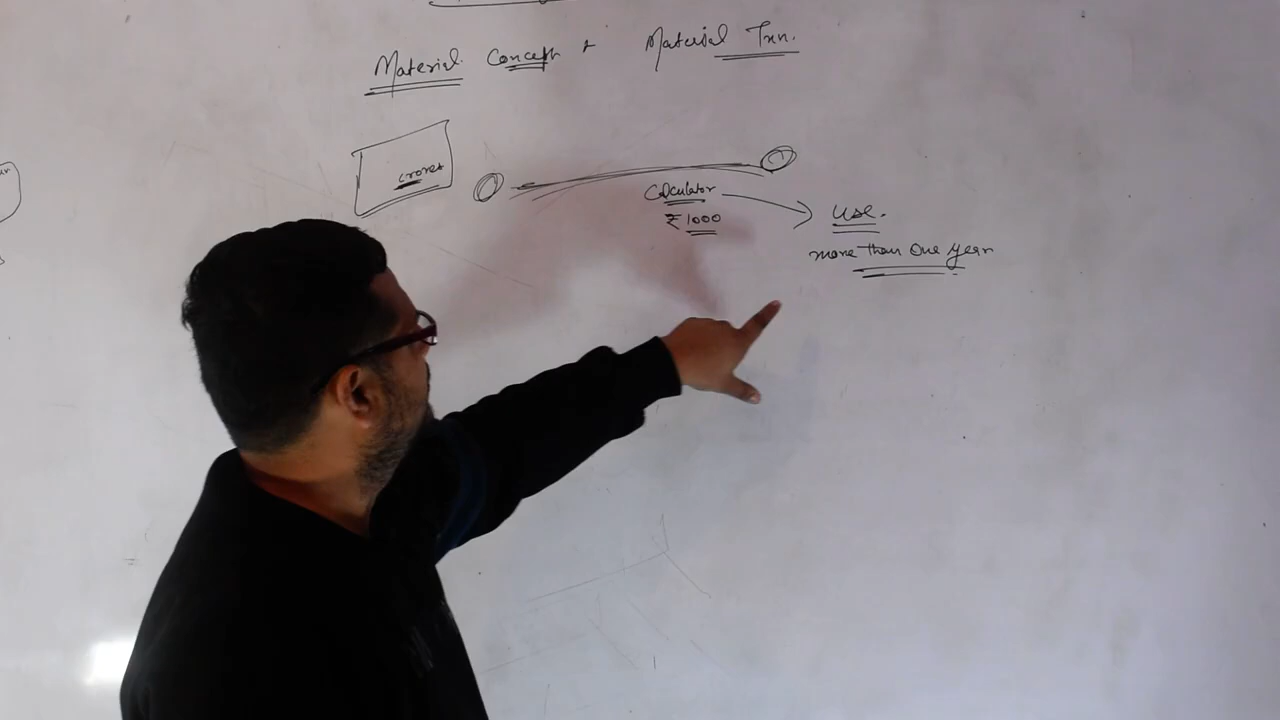 Material Concept + Material Txn.
crores
Calculator
₹ 1000
use.
more than one year